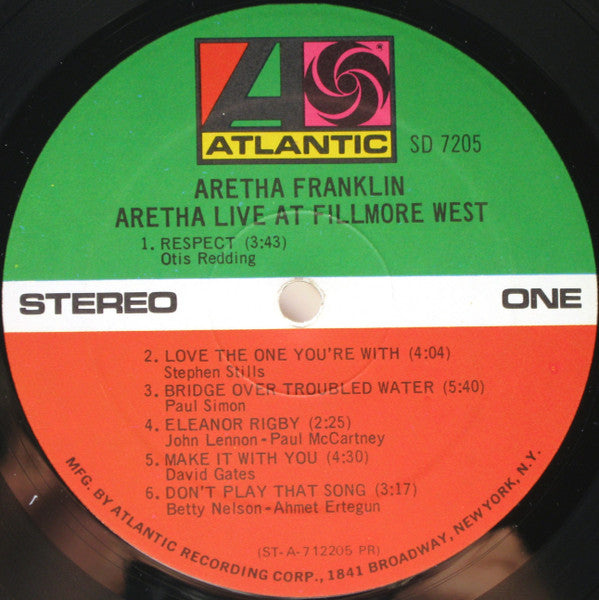 ATLANTIC
SD 7205
ARETHA FRANKLIN
ARETHA LIVE AT FILLMORE WEST
1. RESPECT (3:43)
Otis Redding
STEREO ONE
2. LOVE THE ONE YOU'RE WITH (4:04)
Stephen Stills
3. BRIDGE OVER TROUBLED WATER (5:40)
Paul Simon
4. ELEANOR RIGBY (2:25)
John Lennon-Paul McCartney
5. MAKE IT WITH YOU (4:30)
David Gates
6. DON'T PLAY THAT SONG (3:17)
Betty Nelson-Ahmet Ertegun
(ST-A-712205 PR)
MFG. BY ATLANTIC RECORDING CORP., 1841 BROADWAY, NEW YORK, N.Y.